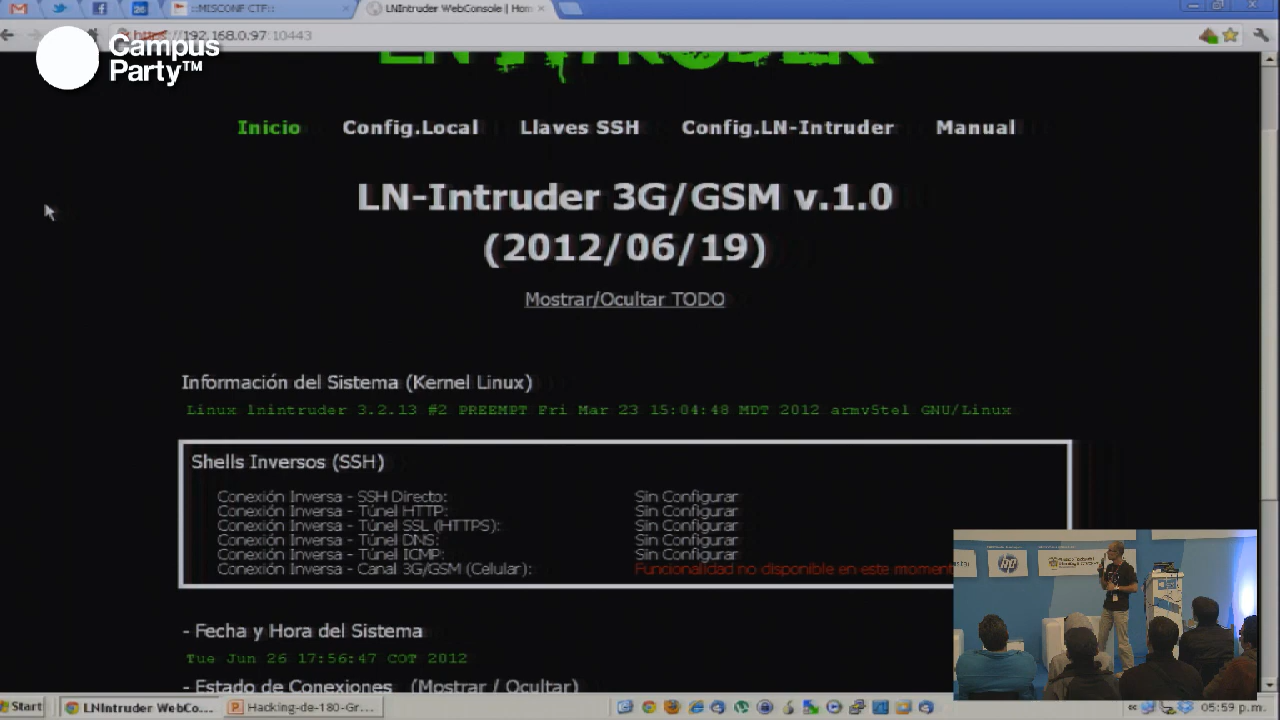 ::MISCONF CTF::
LNIntruder WebConsole | Hom
https://192.168.0.97:10443
Campus
Party™
LN INTRUDER
Inicio
Config.Local
Llaves SSH
Config.LN-Intruder
Manual
LN-Intruder 3G/GSM v.1.0
(2012/06/19)
Mostrar/Ocultar TODO
Información del Sistema (Kernel Linux)
Linux lnintruder 3.2.13 #2 PREEMPT Fri Mar 23 15:04:48 MDT 2012 armv5tel GNU/Linux
Shells Inversos (SSH)
Conexión Inversa - SSH Directo: Sin Configurar
Conexión Inversa - Túnel HTTP: Sin Configurar
Conexión Inversa - Túnel SSL (HTTPS): Sin Configurar
Conexión Inversa - Túnel DNS: Sin Configurar
Conexión Inversa - Túnel ICMP: Sin Configurar
Conexión Inversa - Canal 3G/GSM (Celular): Funcionalidad no disponible en este moment
hp
- Fecha y Hora del Sistema
Tue Jun 26 17:56:47 COT 2012
- Estado de Conexiones (Mostrar / Ocultar)
Start
LNIntruder WebCo...
Hacking-de-180-Gr...
05:59 p.m.